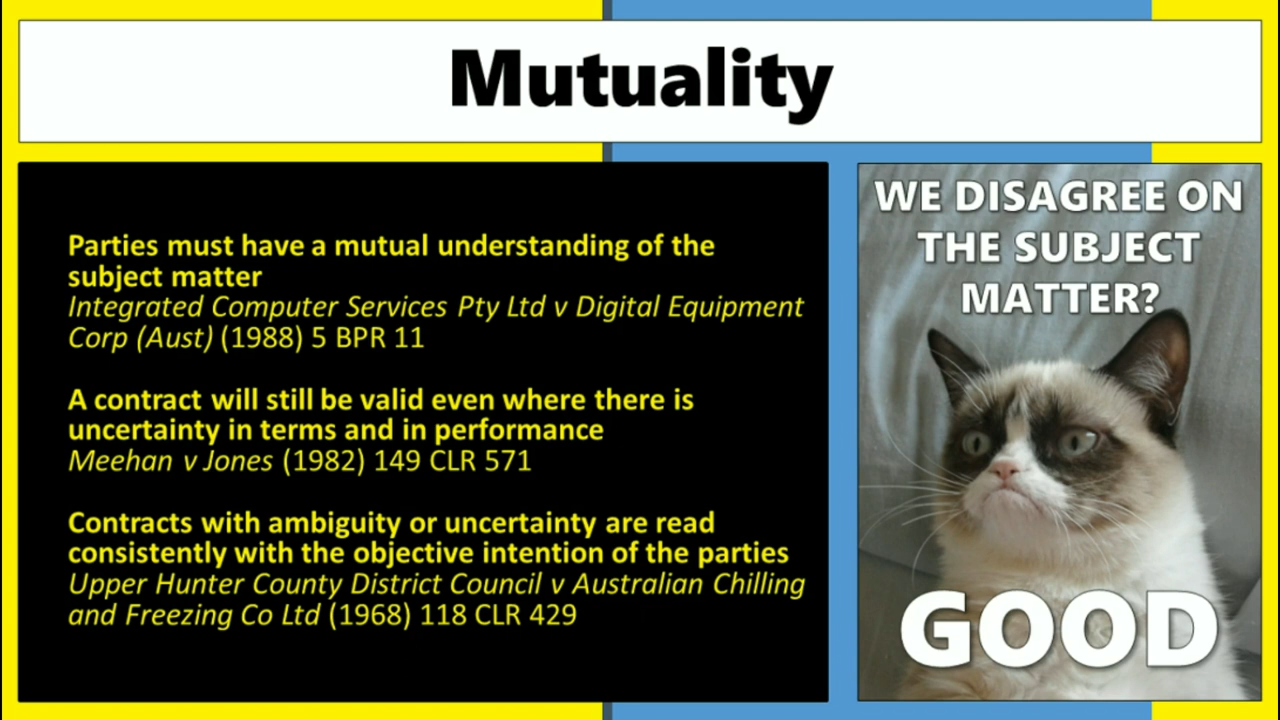 Mutuality
Parties must have a mutual understanding of the
subject matter
Integrated Computer Services Pty Ltd v Digital Equipment
Corp (Aust) (1988) 5 BPR 11
A contract will still be valid even where there is
uncertainty in terms and in performance
Meehan v Jones (1982) 149 CLR 571
Contracts with ambiguity or uncertainty are read
consistently with the objective intention of the parties
Upper Hunter County District Council v Australian Chilling
and Freezing Co Ltd (1968) 118 CLR 429
WE DISAGREE ON
THE SUBJECT
MATTER?
GOOD